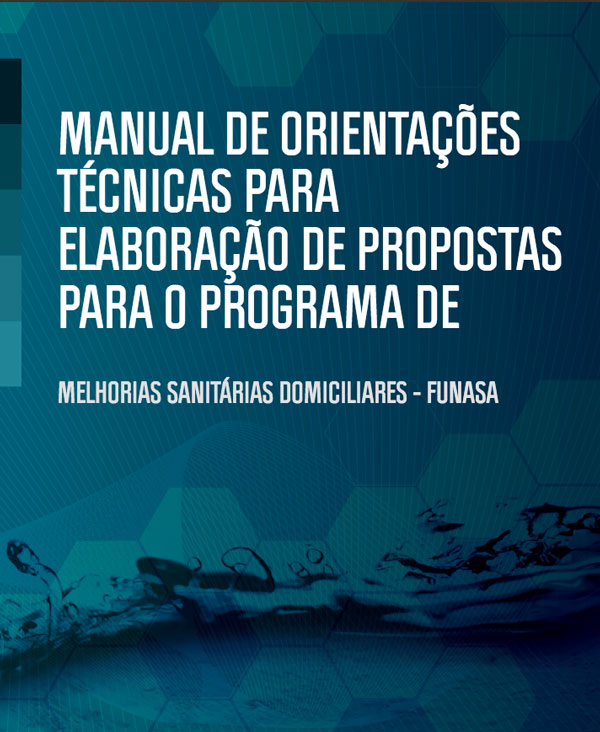 MANUAL DE ORIENTAÇÕES
TÉCNICAS PARA
ELABORAÇÃO DE PROPOSTAS
PARA O PROGRAMA DE
MELHORIAS SANITÁRIAS DOMICILIARES - FUNASA